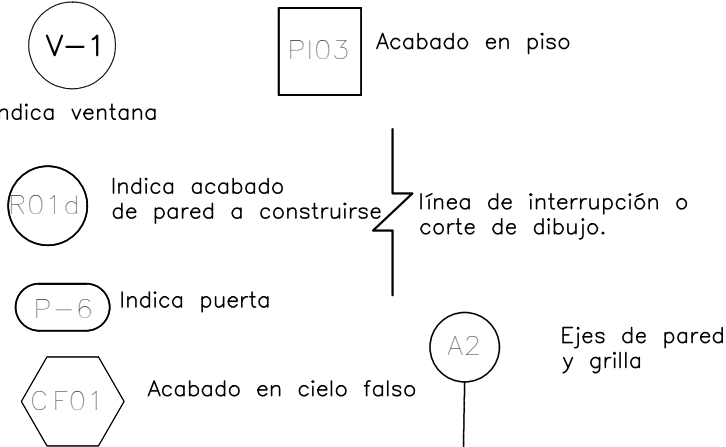 V-1
PI03
Acabado en piso
ndica ventana
R01d
Indica acabado
de pared a construirse
línea de interrupción o
corte de dibujo.
P-6
Indica puerta
A2
Ejes de pared
y grilla
CF01
Acabado en cielo falso